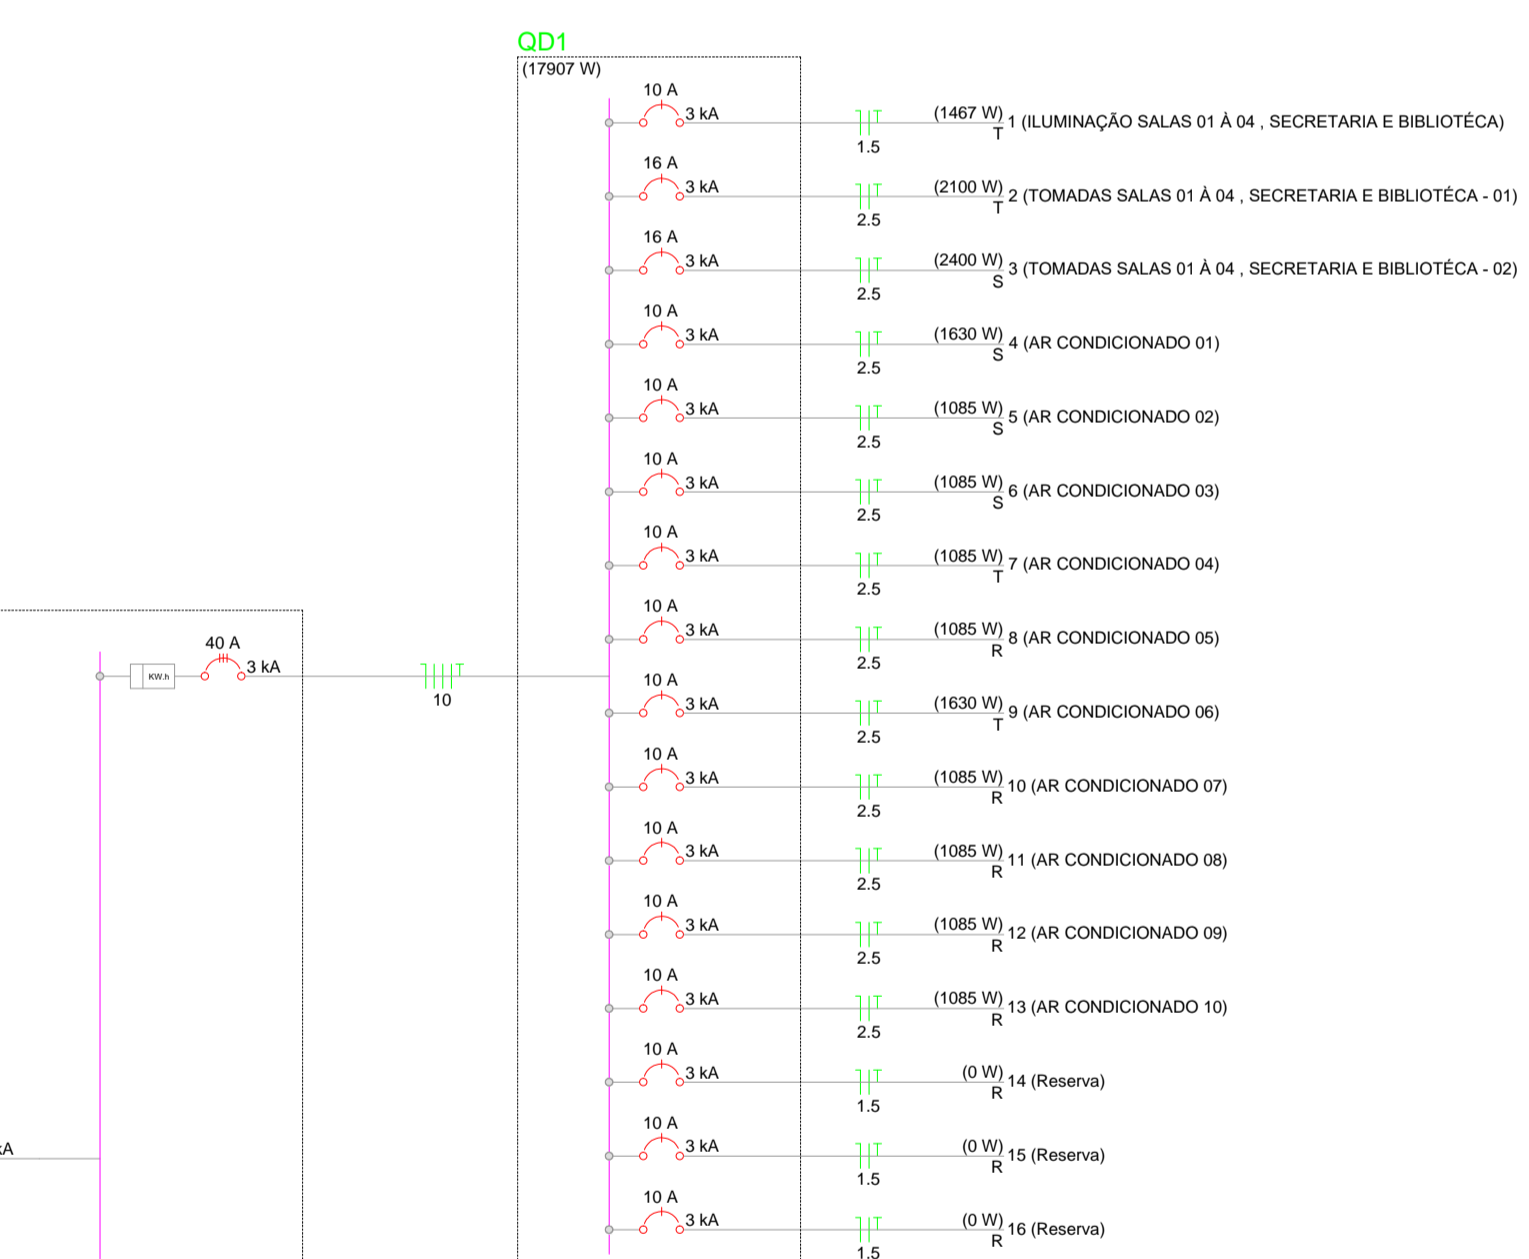 QD1
(17907 W)
10 A
3 kA
1.5
(1467 W)
T
1 (ILUMINAÇÃO SALAS 01 À 04 , SECRETARIA E BIBLIOTÉCA)
16 A
3 kA
2.5
(2100 W)
T
2 (TOMADAS SALAS 01 À 04 , SECRETARIA E BIBLIOTÉCA - 01)
16 A
3 kA
2.5
(2400 W)
S
3 (TOMADAS SALAS 01 À 04 , SECRETARIA E BIBLIOTÉCA - 02)
10 A
3 kA
2.5
(1630 W)
S
4 (AR CONDICIONADO 01)
10 A
3 kA
2.5
(1085 W)
S
5 (AR CONDICIONADO 02)
10 A
3 kA
2.5
(1085 W)
S
6 (AR CONDICIONADO 03)
10 A
3 kA
2.5
(1085 W)
T
7 (AR CONDICIONADO 04)
10 A
3 kA
2.5
(1085 W)
R
8 (AR CONDICIONADO 05)
40 A
KW.h
3 kA
10
10 A
3 kA
2.5
(1630 W)
T
9 (AR CONDICIONADO 06)
10 A
3 kA
2.5
(1085 W)
R
10 (AR CONDICIONADO 07)
10 A
3 kA
2.5
(1085 W)
R
11 (AR CONDICIONADO 08)
10 A
3 kA
2.5
(1085 W)
R
12 (AR CONDICIONADO 09)
10 A
3 kA
2.5
(1085 W)
R
13 (AR CONDICIONADO 10)
10 A
3 kA
1.5
(0 W)
R
14 (Reserva)
10 A
3 kA
1.5
(0 W)
R
15 (Reserva)
10 A
3 kA
1.5
(0 W)
R
16 (Reserva)